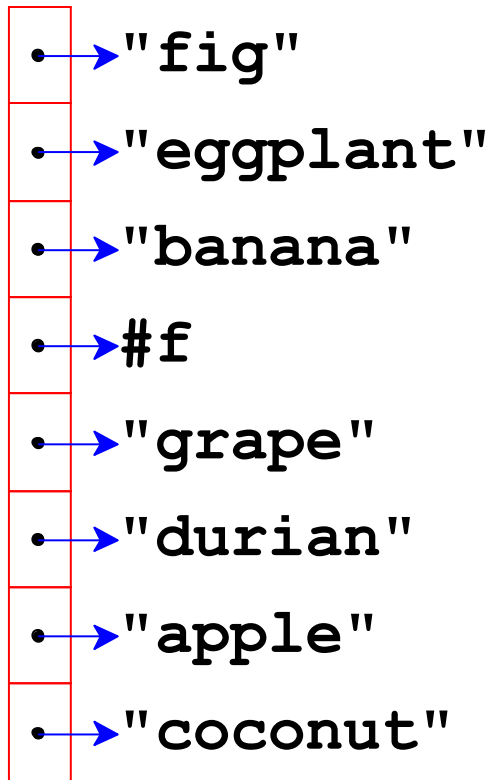 "fig"
"eggplant"
"banana"
#f
"grape"
"durian"
"apple"
"coconut"